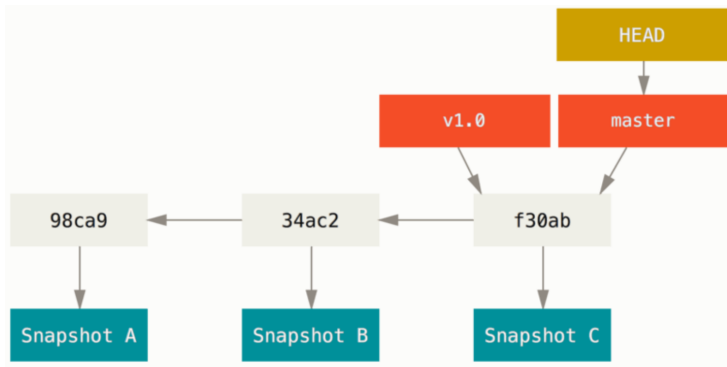 HEAD
v1.0
master
98ca9
34ac2
f30ab
Snapshot A
Snapshot B
Snapshot C